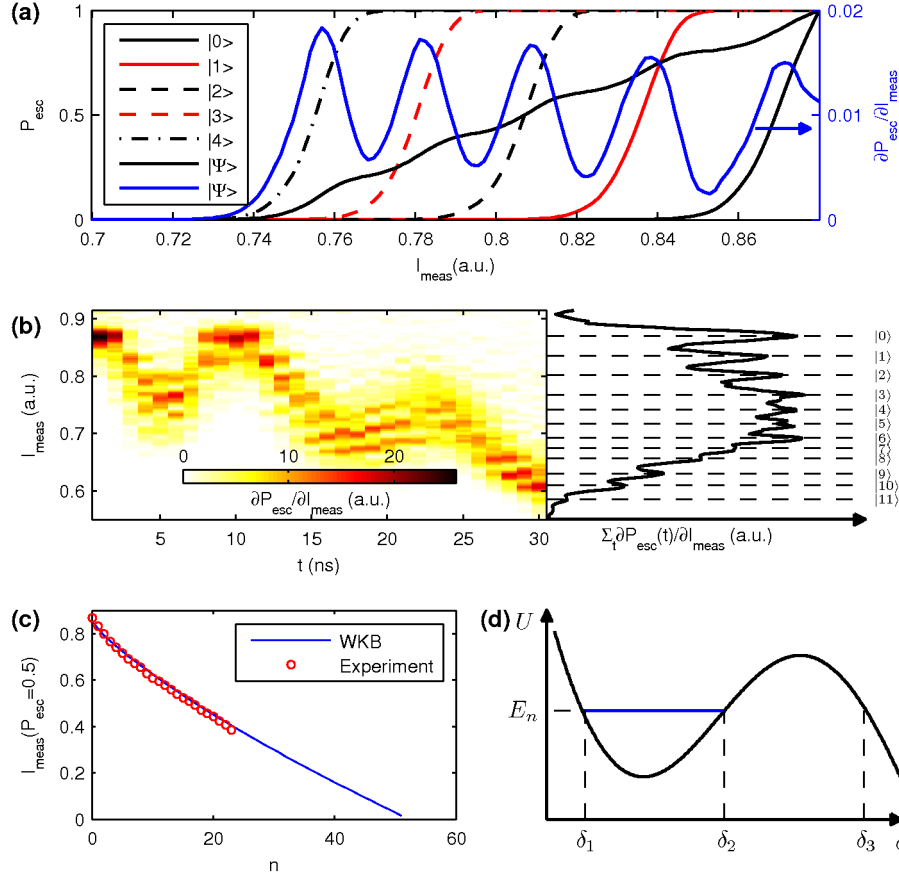 (a)
|0>
|1>
|2>
|3>
|4>
|Ψ>
|Ψ>
P_esc
1
0.5
0
0.7
0.72
0.74
0.76
0.78
0.8
0.82
0.84
0.86
I_meas(a.u.)
0.02
0.01
0
∂P_esc/∂I_meas
(b)
I_meas (a.u.)
0.9
0.8
0.7
0.6
0
10
20
∂P_esc/∂I_meas (a.u.)
5
10
15
20
25
30
t (ns)
|0⟩
|1⟩
|2⟩
|3⟩
|4⟩
|5⟩
|6⟩
|7⟩
|8⟩
|9⟩
|10⟩
|11⟩
Σ_t∂P_esc(t)/∂I_meas (a.u.)
(c)
I_meas(P_esc=0.5)
0.8
0.6
0.4
0.2
0
WKB
Experiment
0
20
40
60
n
(d)
U
E_n
δ_1
δ_2
δ_3